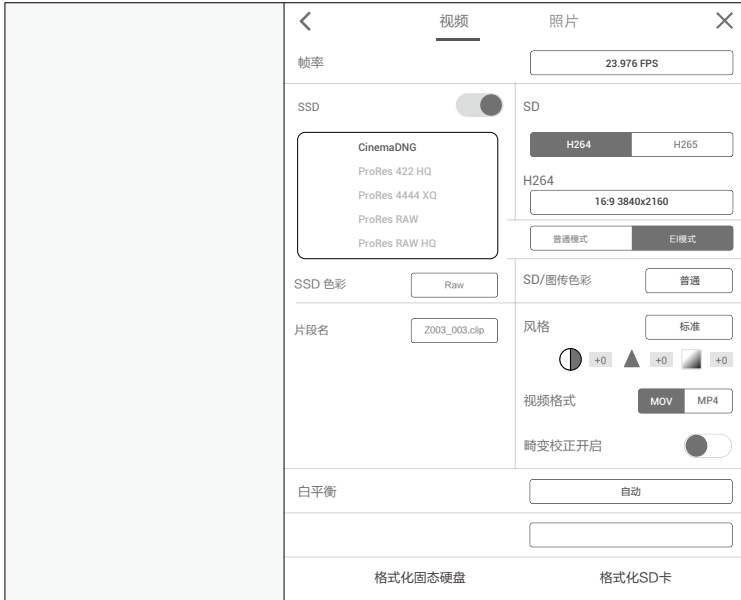 视频 照片
帧率 23.976 FPS
SSD
CinemaDNG
ProRes 422 HQ
ProRes 4444 XQ
ProRes RAW
ProRes RAW HQ
SSD 色彩 Raw
片段名 Z003_003.clip
SD
H264 H265
H264
16:9 3840x2160
普通模式 EI模式
SD/图传色彩 普通
风格 标准
+0 +0 +0
视频格式 MOV MP4
畸变校正开启
白平衡 自动
格式化固态硬盘 格式化SD卡